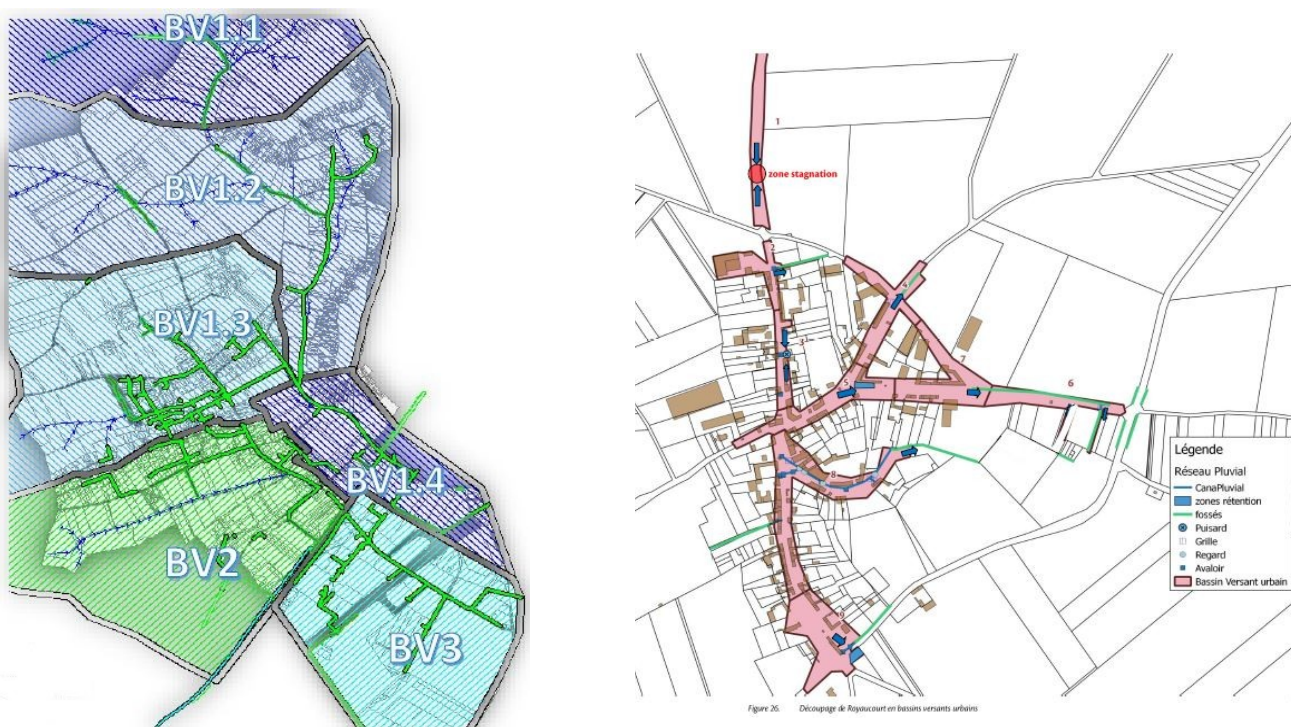 BV1.1
BV1.2
BV1.3
BV1.4
BV2
BV3
1
zone stagnation
2
3
4
7
5
6
8
9
Légende
Réseau Pluvial
CanaPluvial
zones rétention
fossés
Puisard
Grille
Regard
Avaloir
Bassin Versant urbain
Figure 26. Découpage de Royaucourt en bassins versants urbains